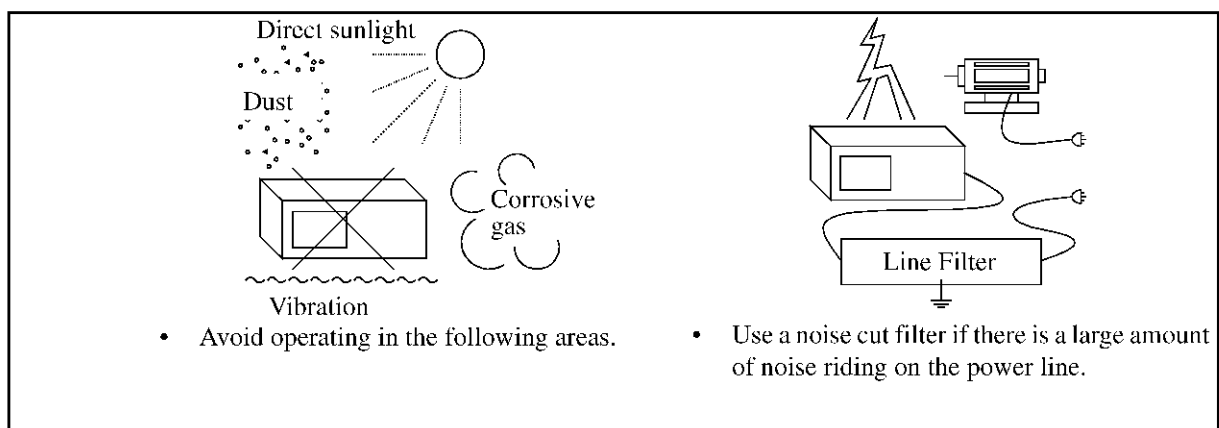 Direct sunlight
Dust
Corrosive
gas
Vibration
• Avoid operating in the following areas.
Line Filter
• Use a noise cut filter if there is a large amount
of noise riding on the power line.